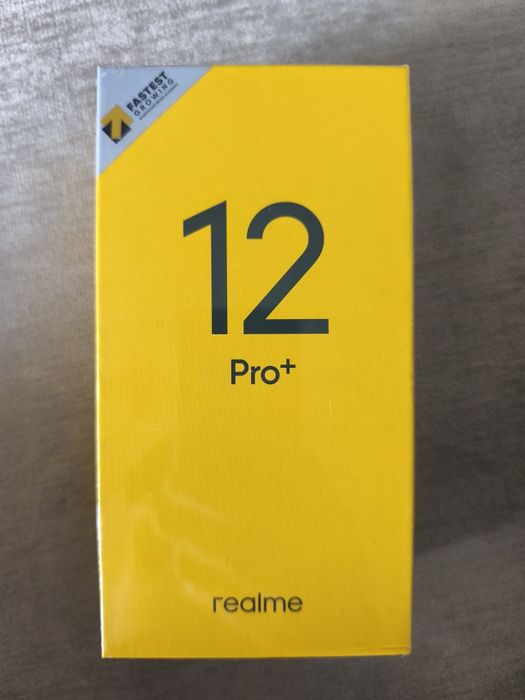 FASTEST
GROWING
12
Pro+
realme